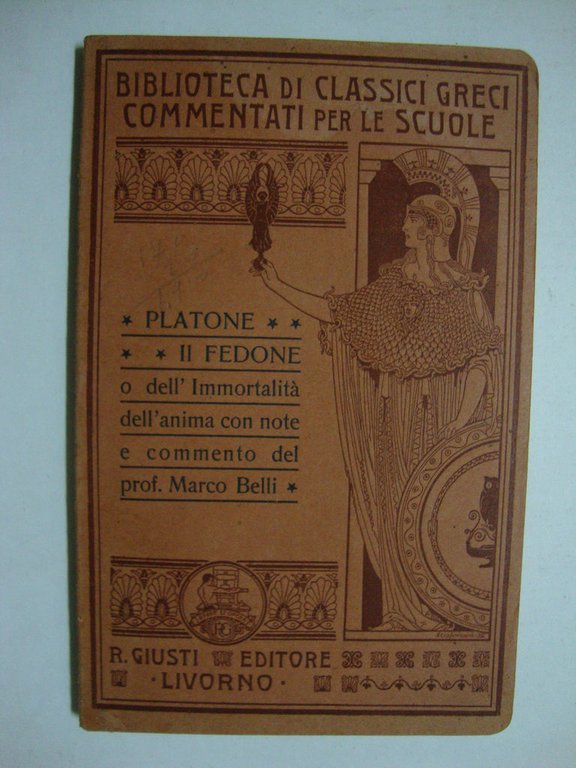 BIBLIOTECA DI CLASSICI GRECI
COMMENTATI PER LE SCUOLE
* PLATONE * *
* * Il FEDONE
o dell' Immortalità
dell'anima con note
e commento del
prof. Marco Belli *
R. GIUSTI EDITORE
· LIVORNO ·